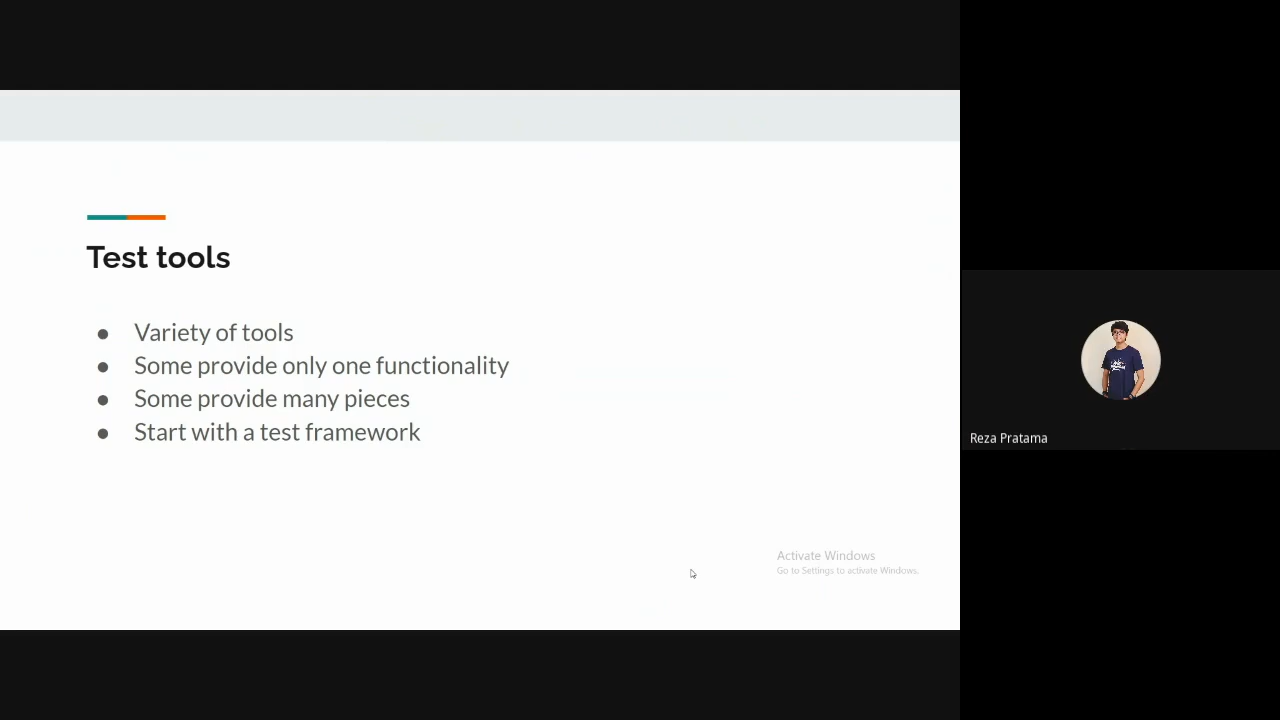 Test tools
● Variety of tools
● Some provide only one functionality
● Some provide many pieces
● Start with a test framework
Activate Windows
Go to Settings to activate Windows.
Reza Pratama